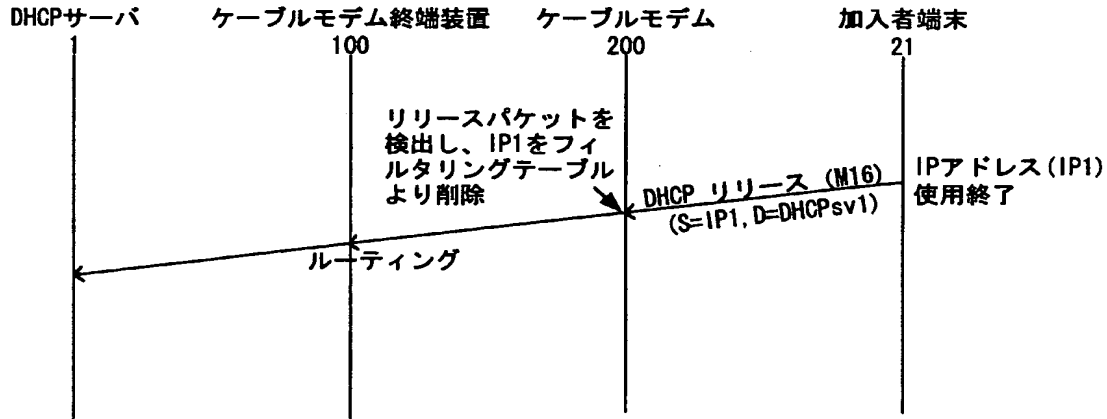 DHCPサーバ ケーブルモデム終端装置 ケーブルモデム 加入者端末
1 100 200 21
リリースパケットを
検出し、IP1をフィ
ルタリングテーブル
より削除
DHCP リリース (M16)
(S=IP1, D=DHCPsv1)
IPアドレス(IP1)
使用終了
ルーティング